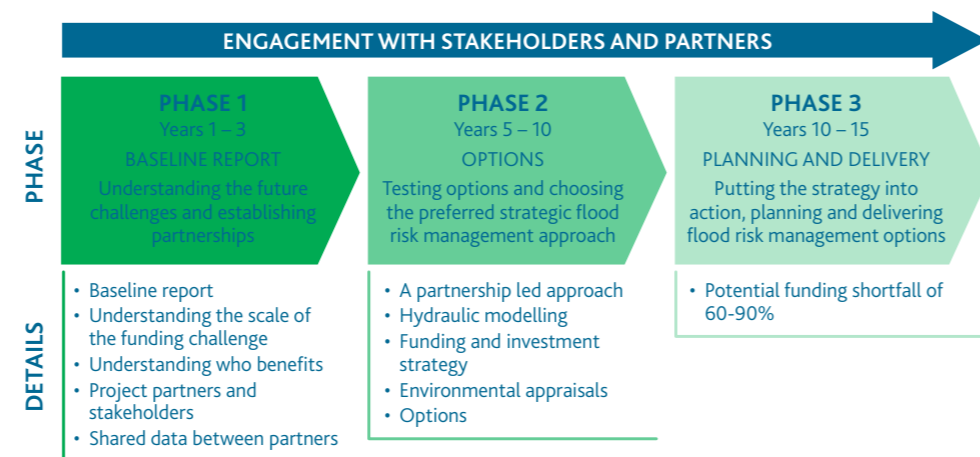 ENGAGEMENT WITH STAKEHOLDERS AND PARTNERS
PHASE
PHASE 1
Years 1 – 3
BASELINE REPORT
Understanding the future
challenges and establishing
partnerships
PHASE 2
Years 5 – 10
OPTIONS
Testing options and choosing
the preferred strategic flood
risk management approach
PHASE 3
Years 10 – 15
PLANNING AND DELIVERY
Putting the strategy into
action, planning and delivering
flood risk management options
DETAILS
• Baseline report
• Understanding the scale of
the funding challenge
• Understanding who benefits
• Project partners and
stakeholders
• Shared data between partners
• A partnership led approach
• Hydraulic modelling
• Funding and investment
strategy
• Environmental appraisals
• Options
• Potential funding shortfall of
60-90%